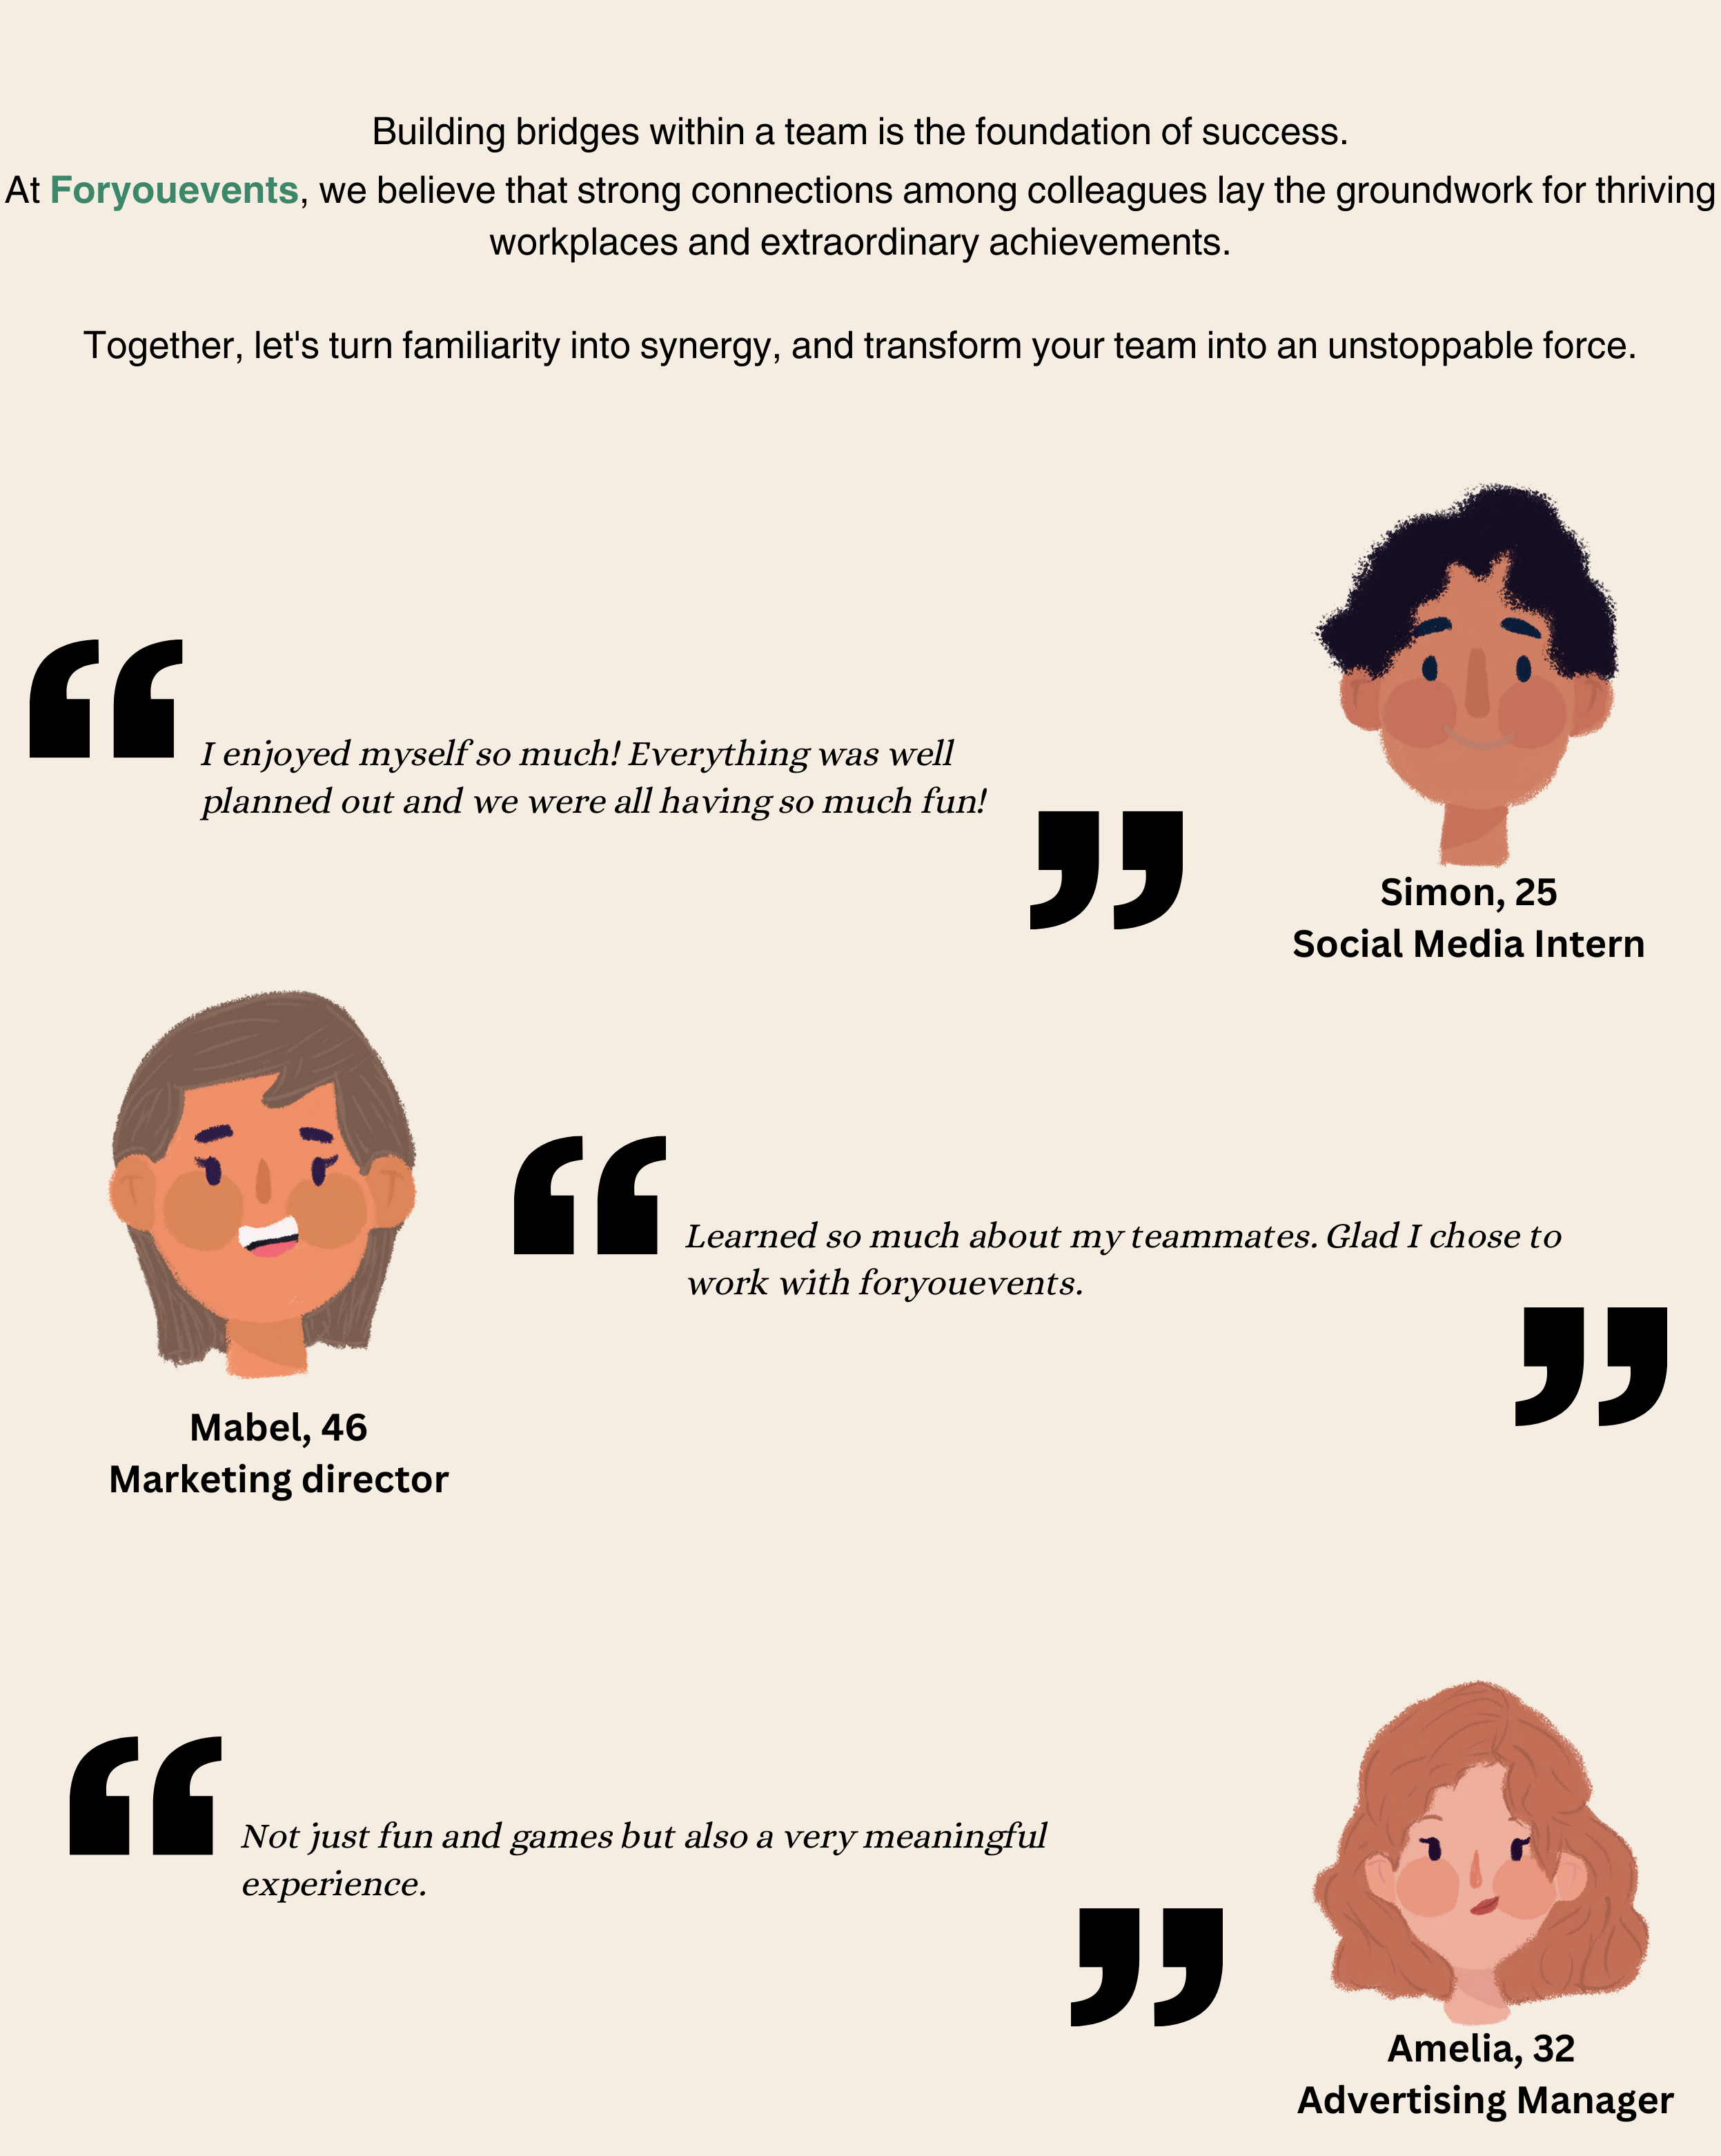 Building bridges within a team is the foundation of success.
At Foryouevents, we believe that strong connections among colleagues lay the groundwork for thriving
workplaces and extraordinary achievements.
Together, let's turn familiarity into synergy, and transform your team into an unstoppable force.
“
I enjoyed myself so much! Everything was well
planned out and we were all having so much fun!
”
Simon, 25
Social Media Intern
“
Learned so much about my teammates. Glad I chose to
work with foryouevents.
”
Mabel, 46
Marketing director
“
Not just fun and games but also a very meaningful
experience.
”
Amelia, 32
Advertising Manager